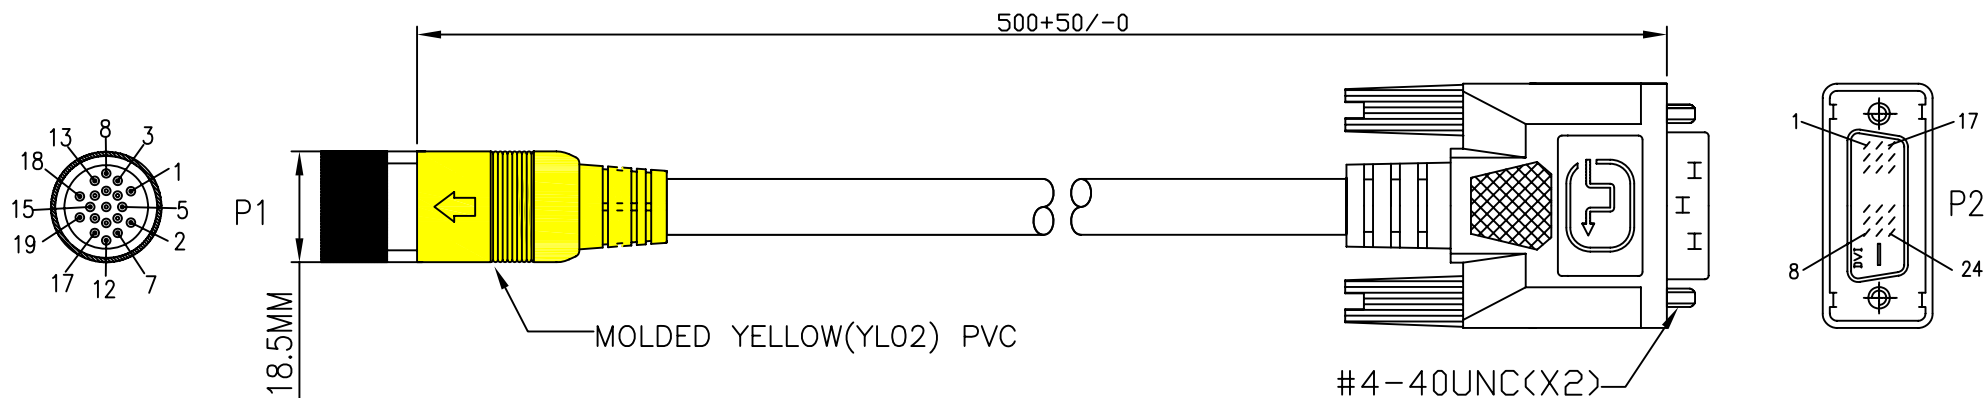 500+50/-0
8
13
3
18
1
15
5
19
2
17
12
7
P1
18.5MM
MOLDED YELLOW(YL02) PVC
#4-40UNC(X2)
1
17
P2
8
24
DVI